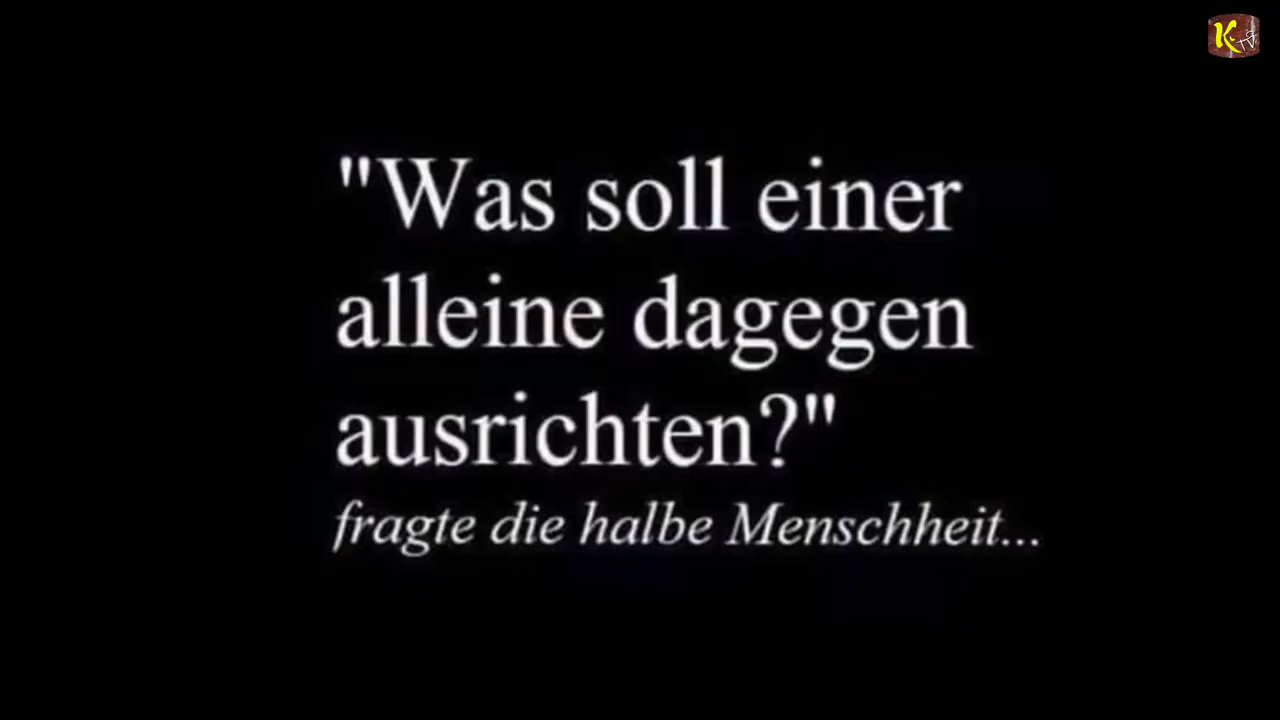 "Was soll einer
alleine dagegen
ausrichten?"
fragte die halbe Menschheit...
K